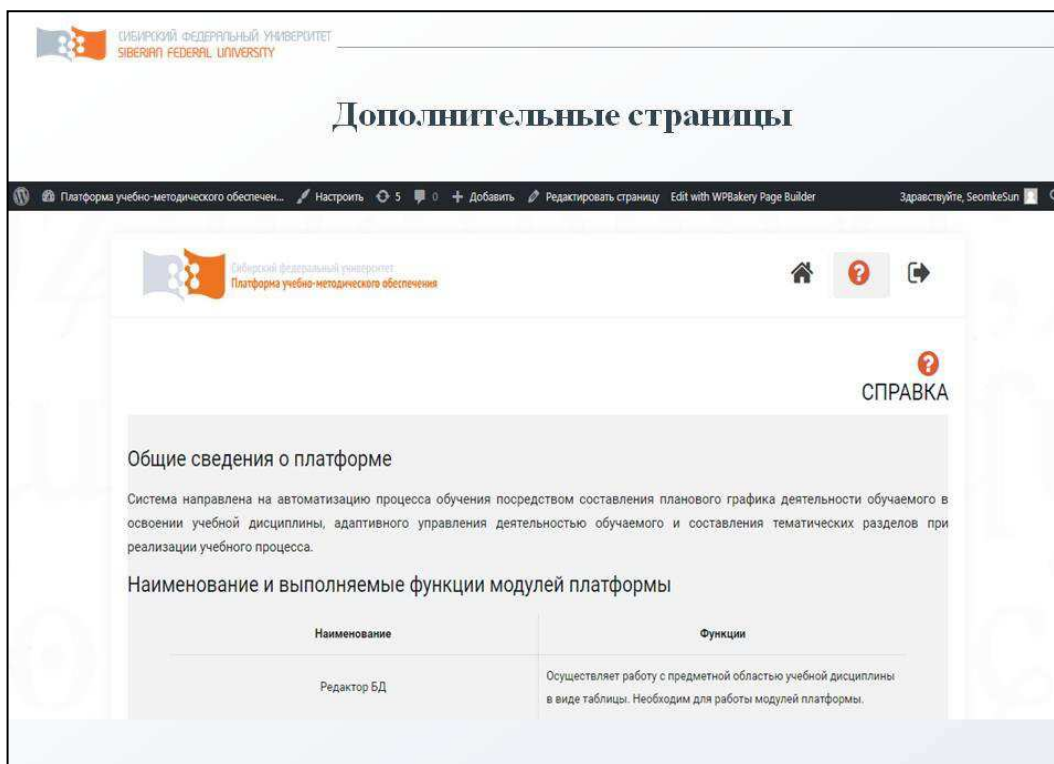 СИБИРСКИЙ ФЕДЕРАЛЬНЫЙ УНИВЕРСИТЕТ
SIBERIAN FEDERAL UNIVERSITY
Дополнительные страницы
Платформа учебно-методического обеспечен... Настроить 5 0 Добавить Редактировать страницу Edit with WPBakery Page Builder Здравствуйте, SeomkeSun
Сибирский федеральный университет
Платформа учебно-методического обеспечения
СПРАВКА
Общие сведения о платформе
Система направлена на автоматизацию процесса обучения посредством составления планового графика деятельности обучаемого в
освоении учебной дисциплины, адаптивного управления деятельностью обучаемого и составления тематических разделов при
реализации учебного процесса.
Наименование и выполняемые функции модулей платформы
Наименование Функции
Редактор БД
Осуществляет работу с предметной областью учебной дисциплины
в виде таблицы. Необходим для работы модулей платформы.